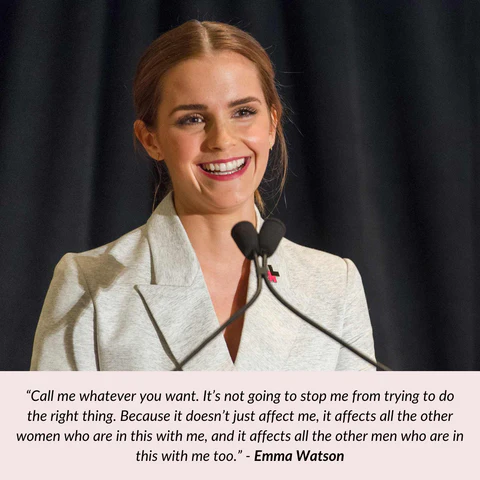 “Call me whatever you want. It’s not going to stop me from trying to do
the right thing. Because it doesn’t just affect me, it affects all the other
women who are in this with me, and it affects all the other men who are in
this with me too.” - Emma Watson